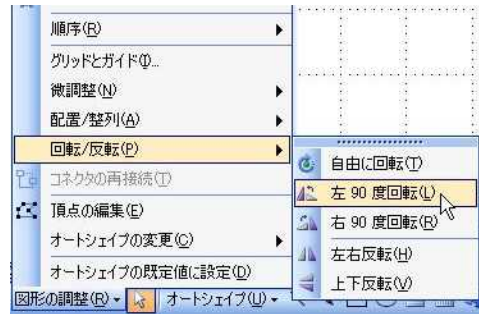 順序(R)
グリッドとガイド(I)...
微調整(N)
配置/整列(A)
回転/反転(P)
コネクタの再接続(T)
頂点の編集(E)
オートシェイプの変更(C)
オートシェイプの既定値に設定(D)
自由に回転(T)
左 90 度回転(L)
右 90 度回転(R)
左右反転(H)
上下反転(V)
図形の調整(R)
オートシェイプ(U)